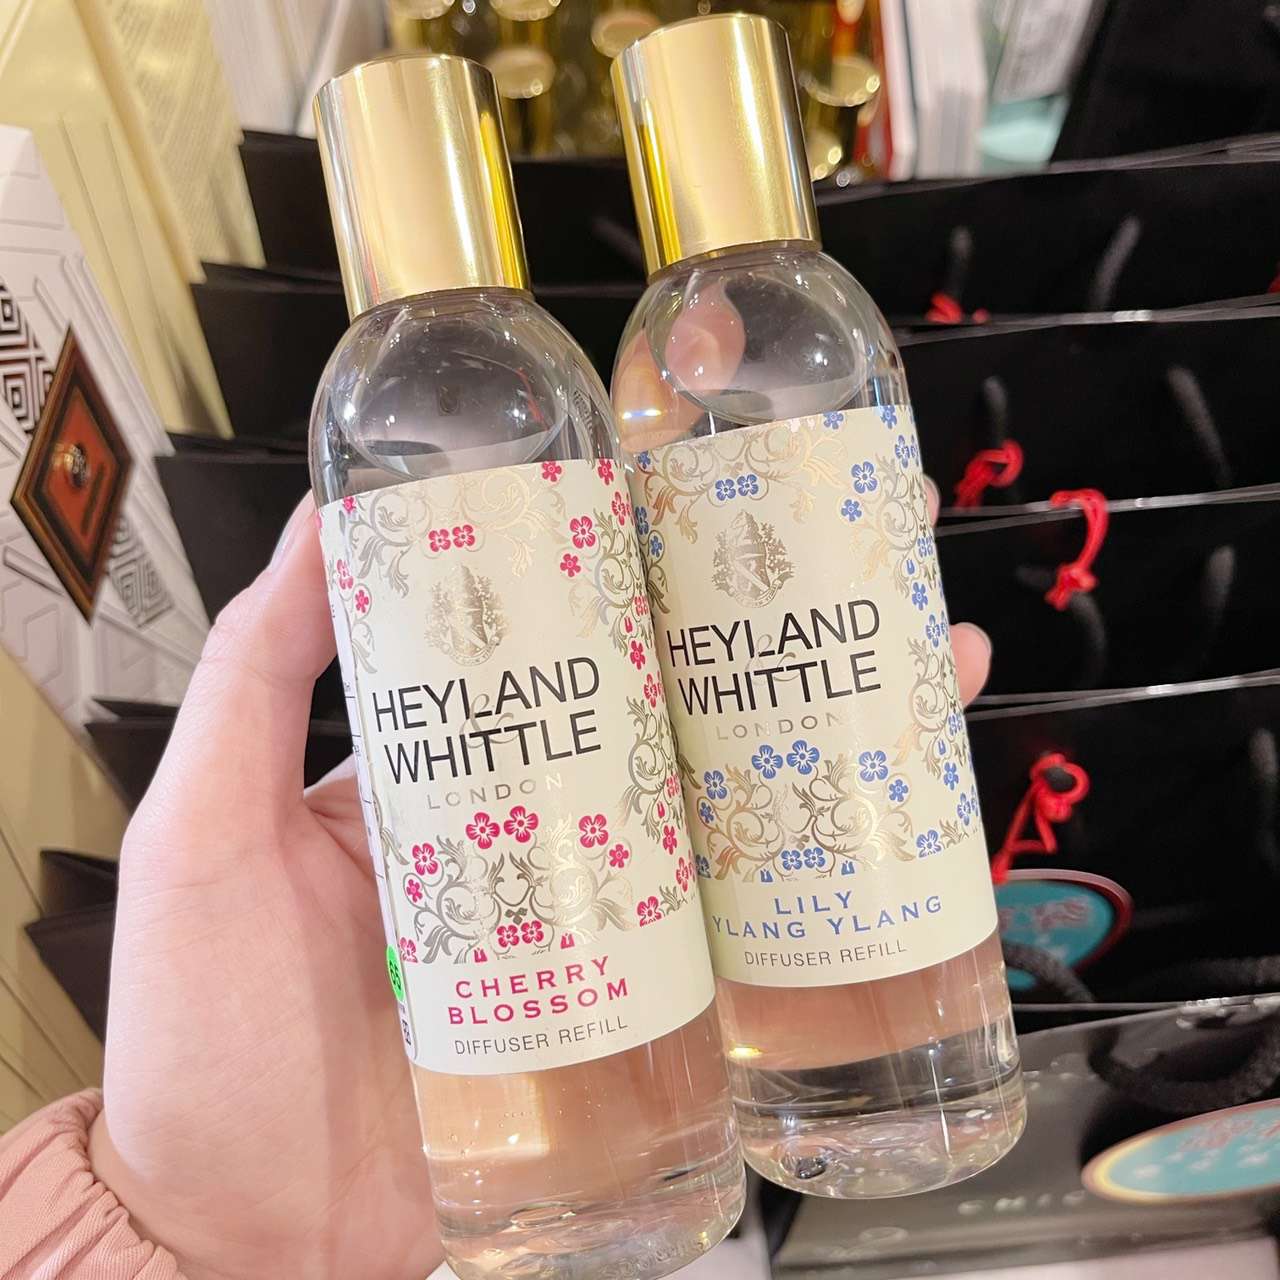 HEYLAND
&
WHITTLE
LONDON
CHERRY
BLOSSOM
DIFFUSER REFILL
HEYLAND
&
WHITTLE
LONDON
LILY
YLANG YLANG
DIFFUSER REFILL